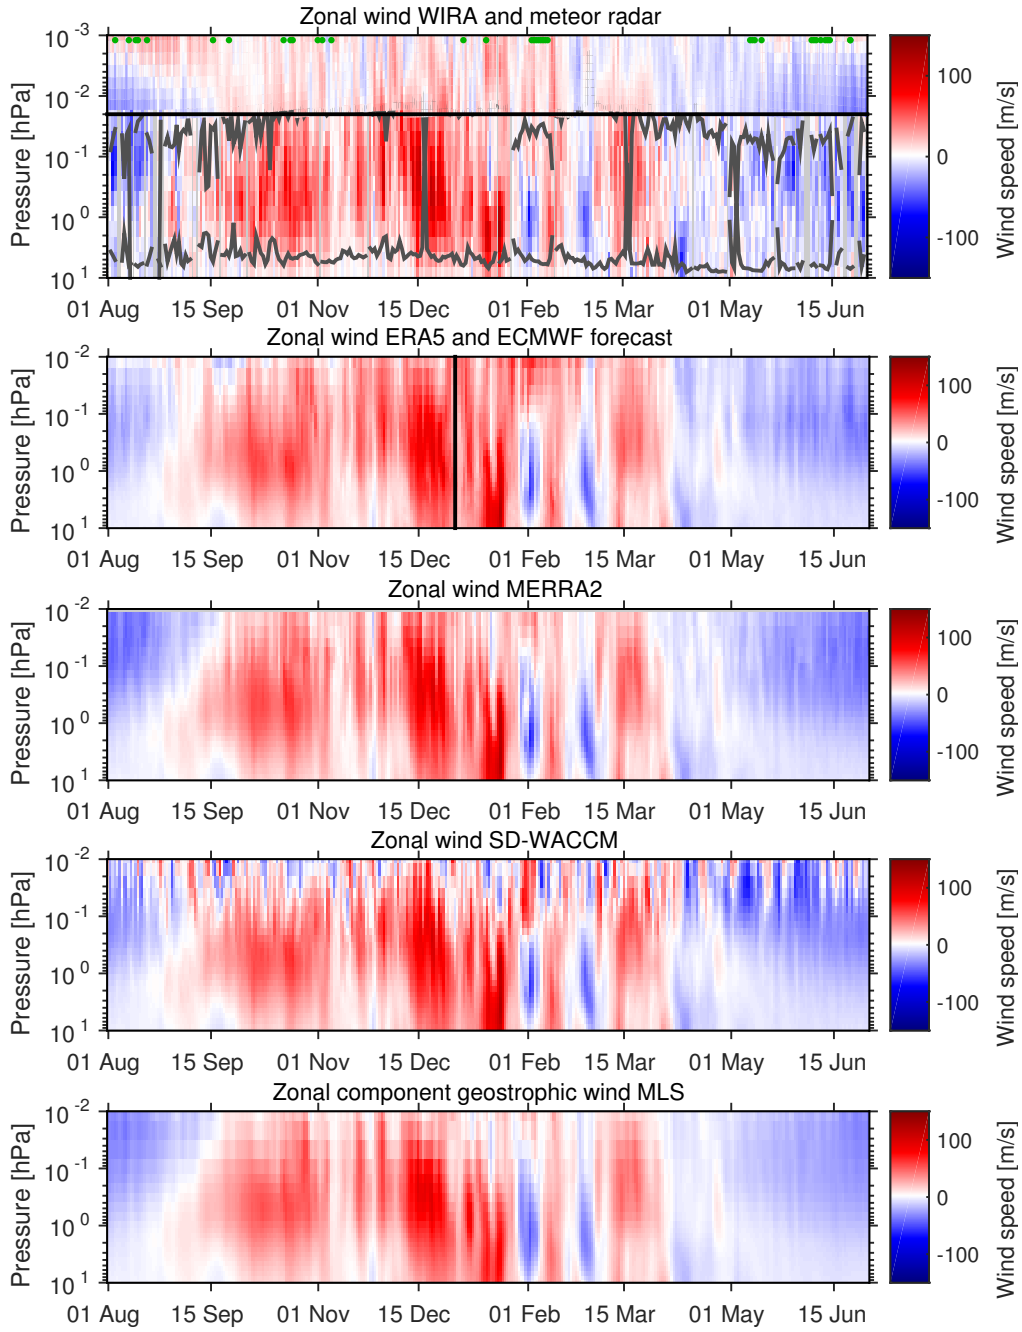 Zonal wind WIRA and meteor radar
10 -3
10 -2
10 -1
10 0
10 1
Pressure [hPa]
01 Aug 15 Sep 01 Nov 15 Dec 01 Feb 15 Mar 01 May 15 Jun
100
0
-100
Wind speed [m/s]
Zonal wind ERA5 and ECMWF forecast
10 -2
10 -1
10 0
10 1
Pressure [hPa]
01 Aug 15 Sep 01 Nov 15 Dec 01 Feb 15 Mar 01 May 15 Jun
100
0
-100
Wind speed [m/s]
Zonal wind MERRA2
10 -2
10 -1
10 0
10 1
Pressure [hPa]
01 Aug 15 Sep 01 Nov 15 Dec 01 Feb 15 Mar 01 May 15 Jun
100
0
-100
Wind speed [m/s]
Zonal wind SD-WACCM
10 -2
10 -1
10 0
10 1
Pressure [hPa]
01 Aug 15 Sep 01 Nov 15 Dec 01 Feb 15 Mar 01 May 15 Jun
100
0
-100
Wind speed [m/s]
Zonal component geostrophic wind MLS
10 -2
10 -1
10 0
10 1
Pressure [hPa]
01 Aug 15 Sep 01 Nov 15 Dec 01 Feb 15 Mar 01 May 15 Jun
100
0
-100
Wind speed [m/s]